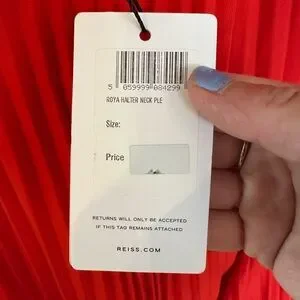 5 059999 084299
ROYA HALTER NECK PLE
Size:
Price
RETURNS WILL ONLY BE ACCEPTED
IF THIS TAG REMAINS ATTACHED
REISS.COM